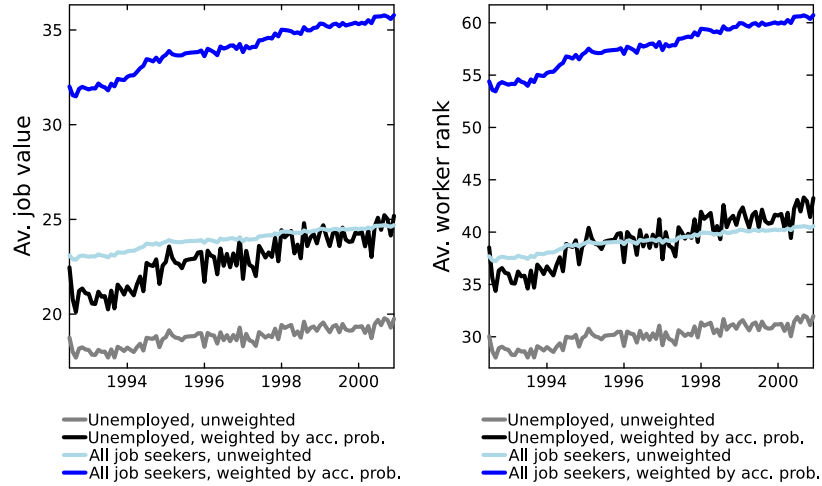 Av. job value
35
30
25
20
1994 1996 1998 2000
Unemployed, unweighted
Unemployed, weighted by acc. prob.
All job seekers, unweighted
All job seekers, weighted by acc. prob.
Av. worker rank
60
55
50
45
40
35
30
1994 1996 1998 2000
Unemployed, unweighted
Unemployed, weighted by acc. prob.
All job seekers, unweighted
All job seekers, weighted by acc. prob.